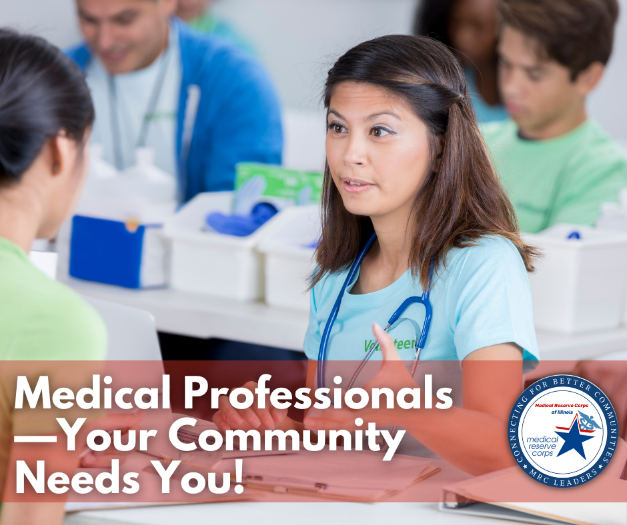 Volunteer
Medical Professionals
—Your Community
Needs You!
CONNECTING FOR BETTER COMMUNITIES
Medical Reserve Corps
of Illinois
medical
reserve
corps
MRC LEADERS